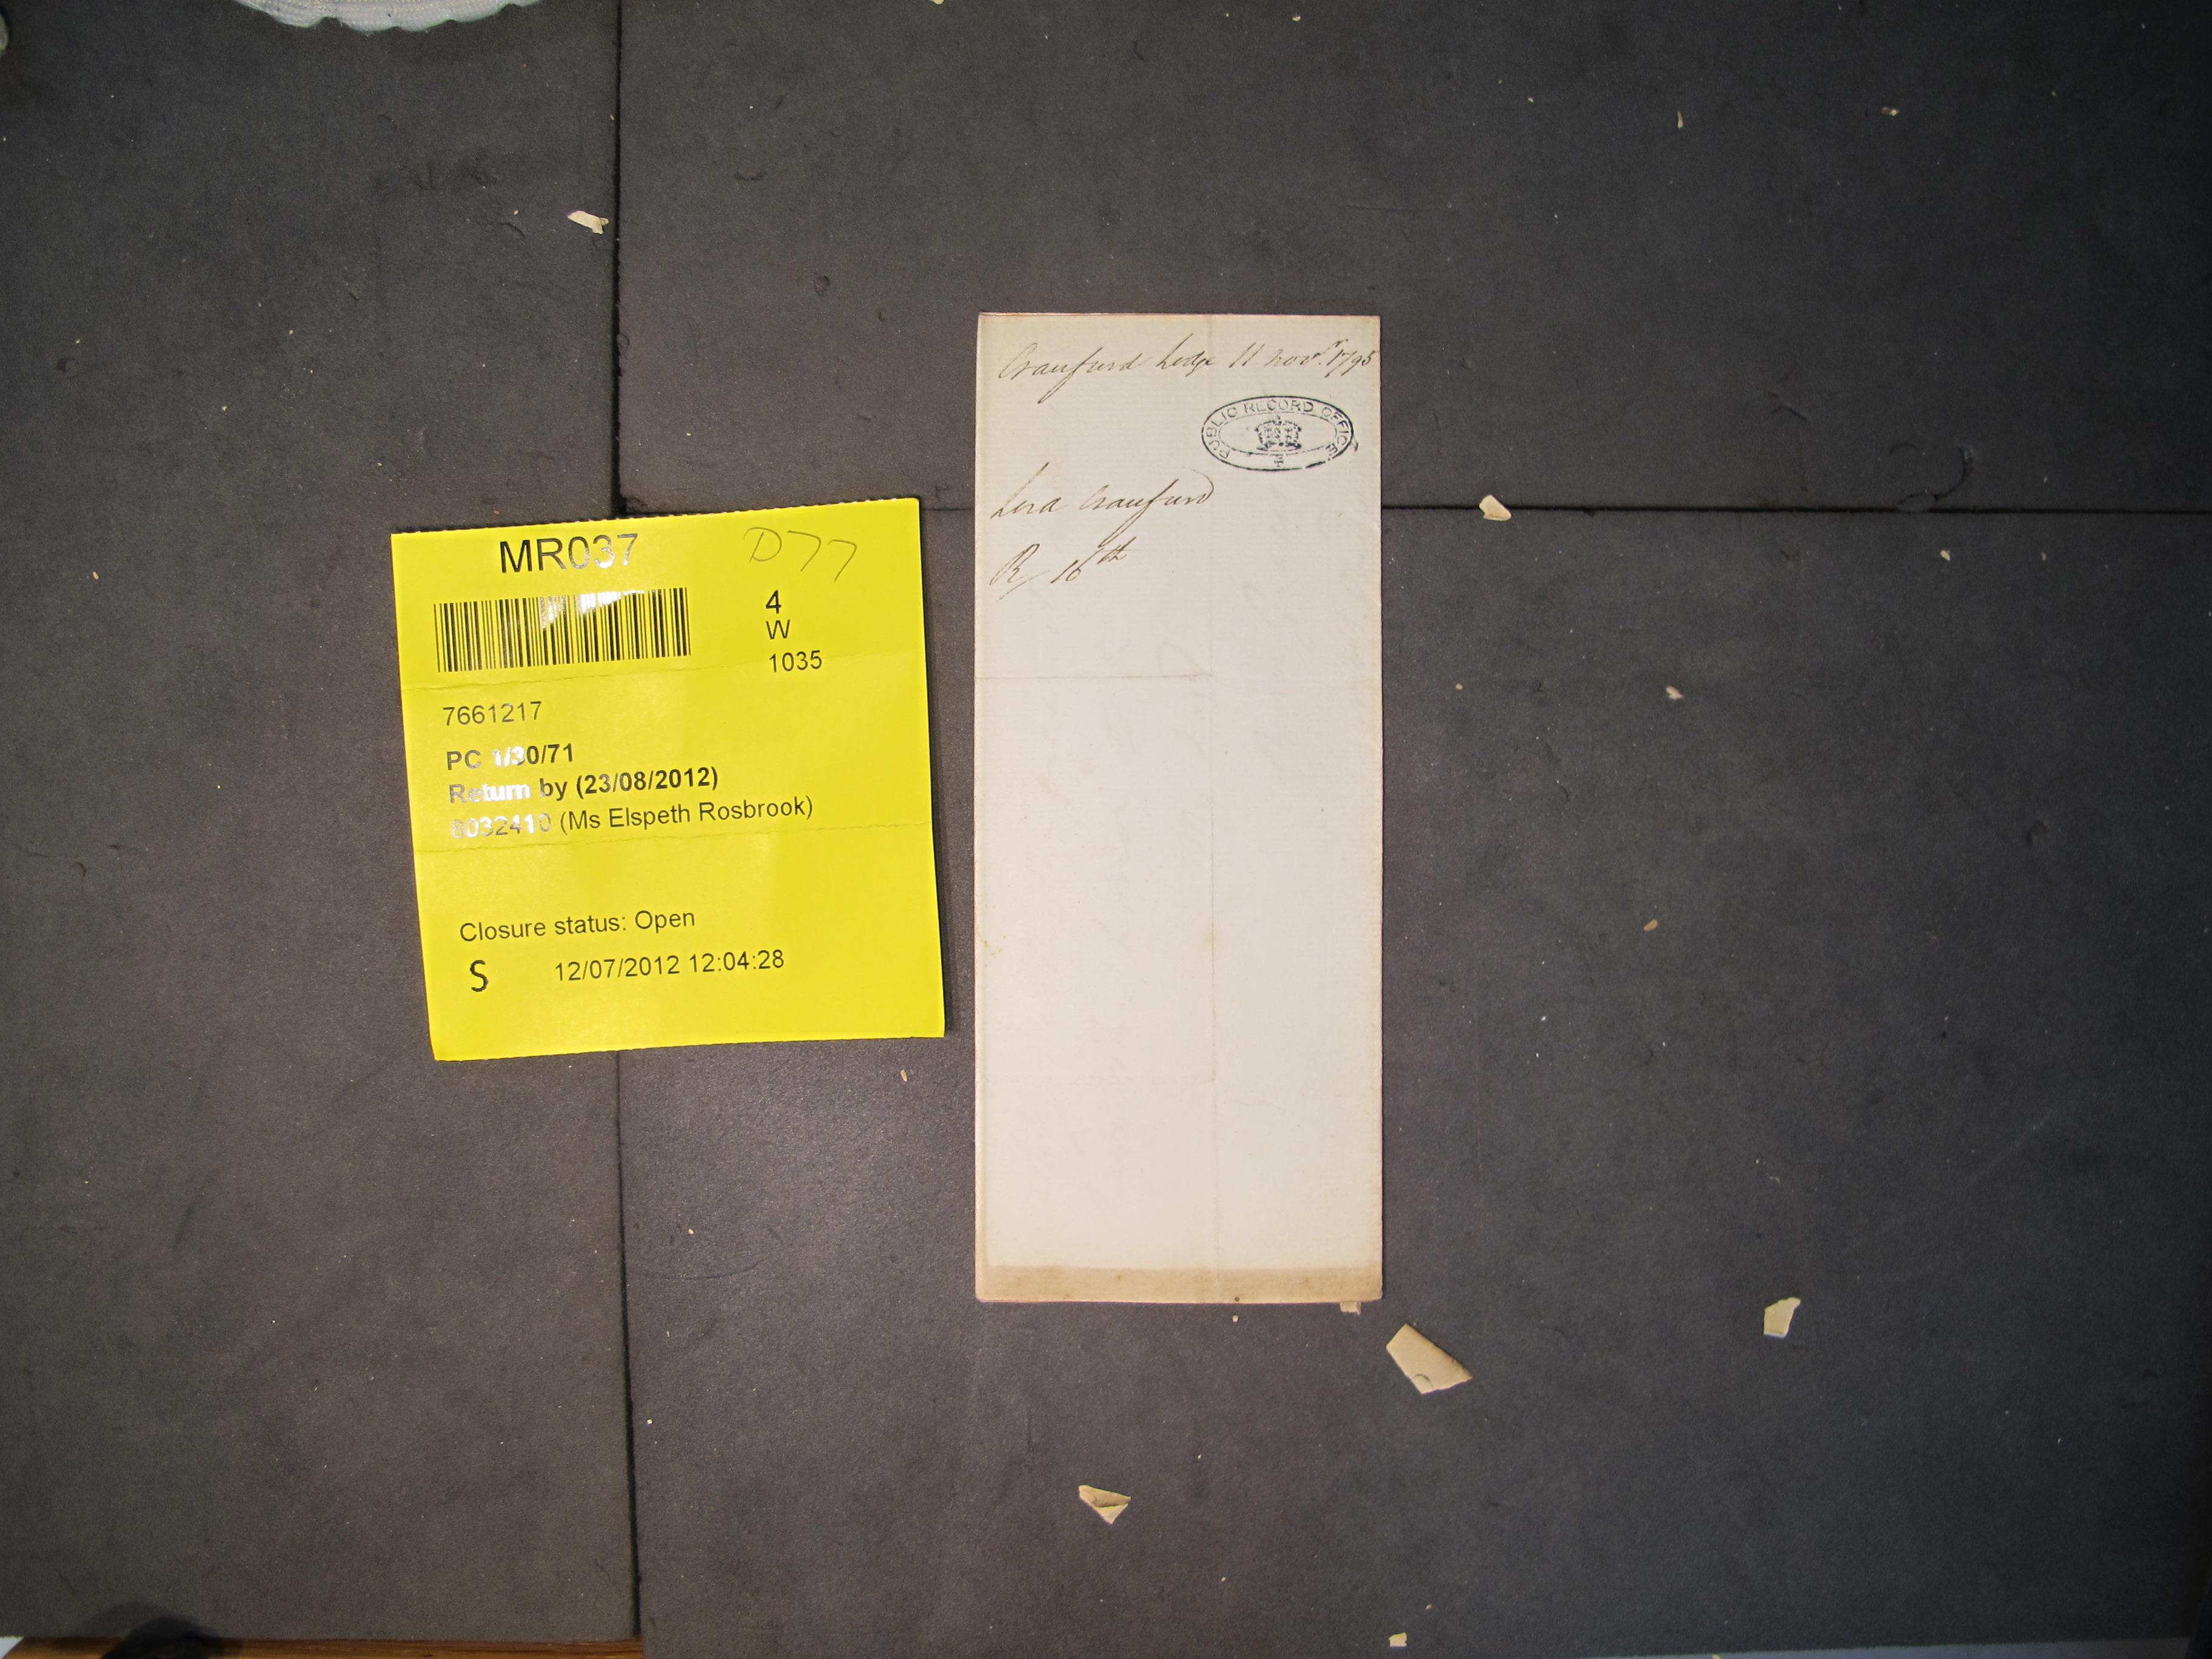 MR037
D77
4
W
1035
7661217
PC 1/30/71
Return by (23/08/2012)
8032410 (Ms Elspeth Rosbrook)
Closure status: Open
S 12/07/2012 12:04:28
Craufurd Lodge 11 Novr. 1795
PUBLIC RECORD OFFICE
Lord Craufurd
R/ 16th